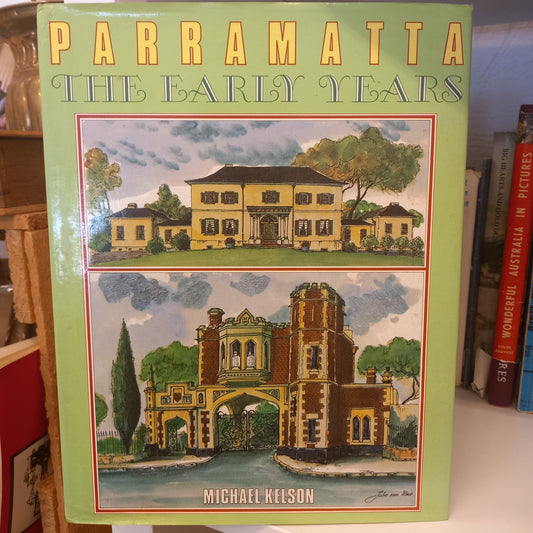 PARRAMATTA
THE EARLY YEARS
MICHAEL KELSON
WONDERFUL AUSTRALIA IN PICTURES